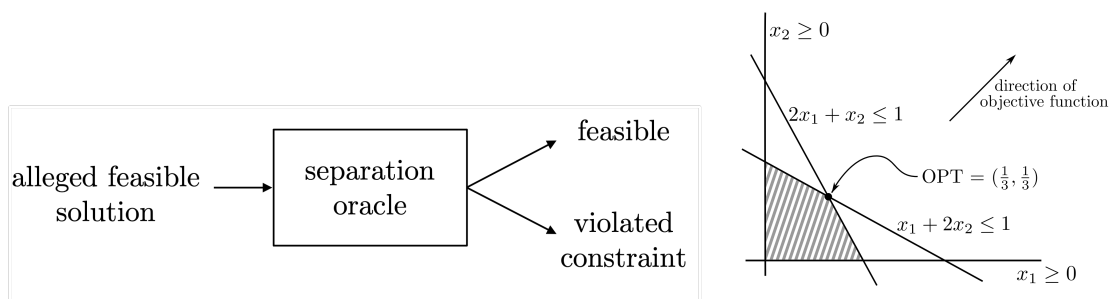 alleged feasible
solution
separation
oracle
feasible
violated
constraint
x₂ ≥ 0
direction of
objective function
2x₁ + x₂ ≤ 1
OPT = (1/3, 1/3)
x₁ + 2x₂ ≤ 1
x₁ ≥ 0